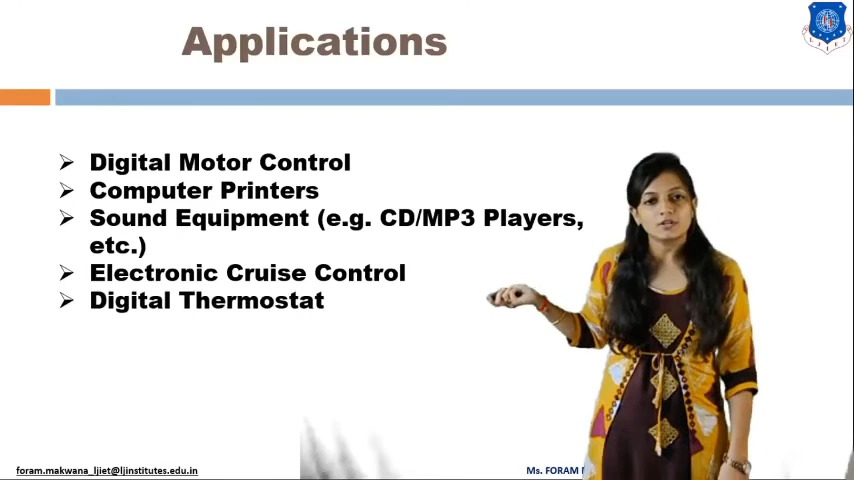 Applications
Digital Motor Control
Computer Printers
Sound Equipment (e.g. CD/MP3 Players,
etc.)
Electronic Cruise Control
Digital Thermostat
foram.makwana_ljiet@ljinstitutes.edu.in
Ms. FORAM